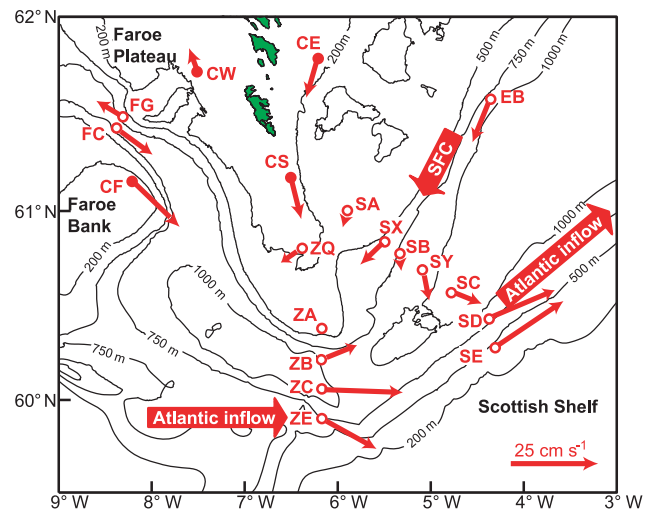 62° N
Faroe
Plateau
200 m
CW
CE
200m
500 m
750 m
1000 m
EB
FG
FC
CF
CS
SFC
61° N
Faroe
Bank
200 m
SA
SX
ZQ
SB
SY
SC
1000 m
Atlantic inflow
500 m
1000 m
ZA
SD
SE
750 m
ZB
ZC
60° N
Atlantic inflow
ZE
Scottish Shelf
200 m
25 cm s-1
9° W
8° W
7° W
6° W
5° W
4° W
3° W